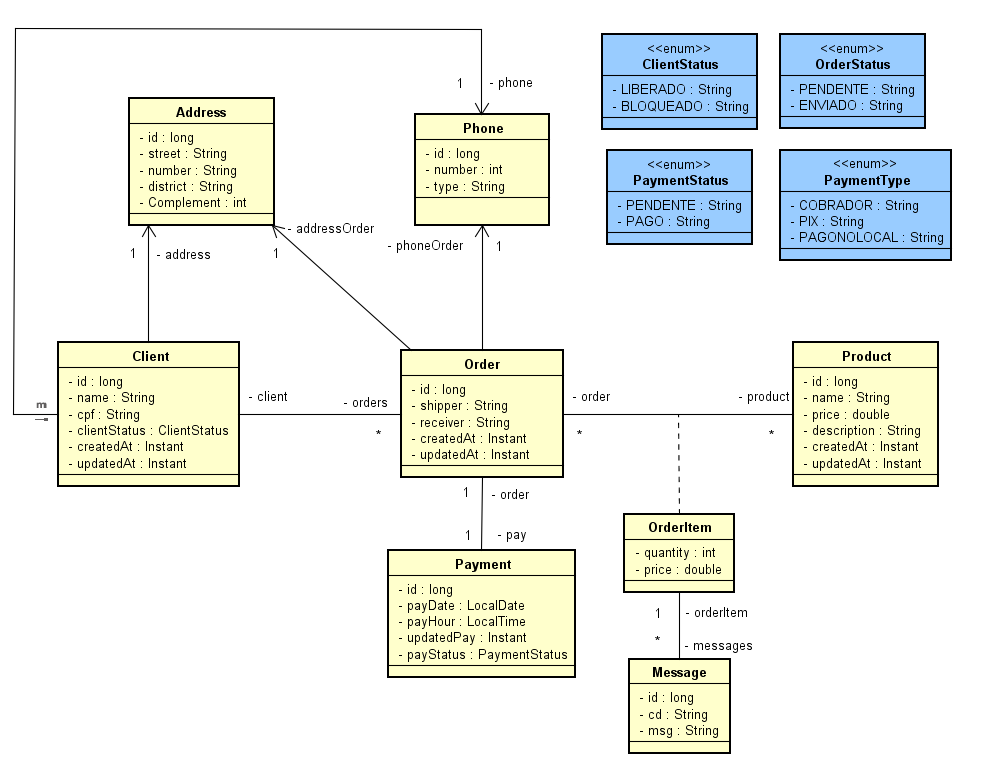 <<enum>>
ClientStatus
- LIBERADO : String
- BLOQUEADO : String
<<enum>>
OrderStatus
- PENDENTE : String
- ENVIADO : String
<<enum>>
PaymentStatus
- PENDENTE : String
- PAGO : String
<<enum>>
PaymentType
- COBRADOR : String
- PIX : String
- PAGONOLOCAL : String
1
- phone
Address
- id : long
- street : String
- number : String
- district : String
- Complement : int
Phone
- id : long
- number : int
- type : String
1
- address
- addressOrder
1
- phoneOrder
1
Client
- id : long
- name : String
- cpf : String
- clientStatus : ClientStatus
- createdAt : Instant
- updatedAt : Instant
- client
- orders
*
Order
- id : long
- shipper : String
- receiver : String
- createdAt : Instant
- updatedAt : Instant
- order
*
- product
*
Product
- id : long
- name : String
- price : double
- description : String
- createdAt : Instant
- updatedAt : Instant
1
- order
1
- pay
Payment
- id : long
- payDate : LocalDate
- payHour : LocalTime
- updatedPay : Instant
- payStatus : PaymentStatus
OrderItem
- quantity : int
- price : double
1
- orderItem
*
- messages
Message
- id : long
- cd : String
- msg : String